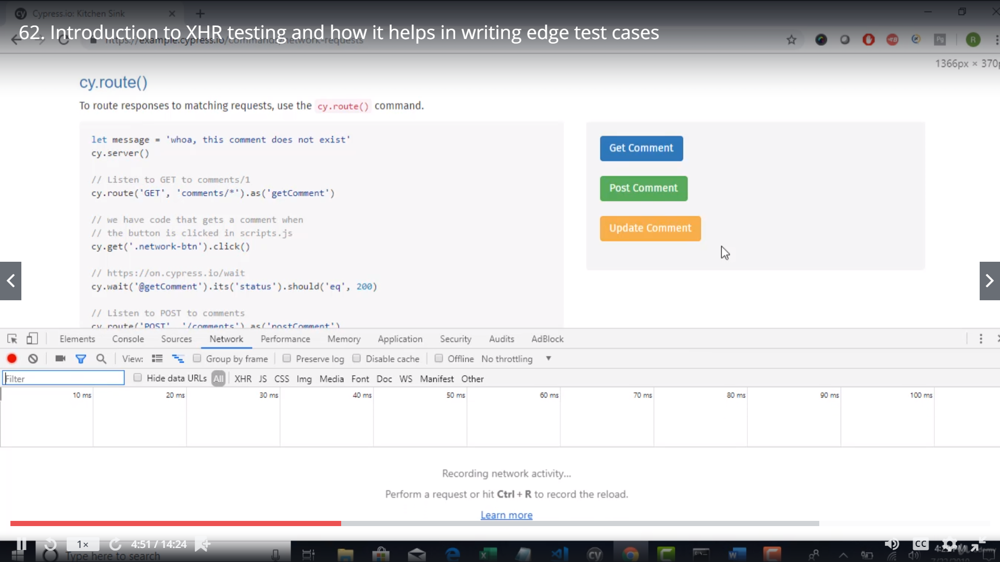 Cypress.io: Kitchen Sink
62. Introduction to XHR testing and how it helps in writing edge test cases
https://example.cypress.io/commands/network-requests
Pg
R
1366px × 370p
cy.route()
To route responses to matching requests, use the cy.route() command.
let message = 'whoa, this comment does not exist'
cy.server()
// Listen to GET to comments/1
cy.route('GET', 'comments/*').as('getComment')
// we have code that gets a comment when
// the button is clicked in scripts.js
cy.get('.network-btn').click()
// https://on.cypress.io/wait
cy.wait('@getComment').its('status').should('eq', 200)
// Listen to POST to comments
cy.route('POST', '/comments').as('postComment')
Get Comment
Post Comment
Update Comment
Elements Console Sources Network Performance Memory Application Security Audits AdBlock
View: Group by frame Preserve log Disable cache Offline No throttling
Filter Hide data URLs All XHR JS CSS Img Media Font Doc WS Manifest Other
10 ms 20 ms 30 ms 40 ms 50 ms 60 ms 70 ms 80 ms 90 ms 100 ms
Recording network activity...
Perform a request or hit Ctrl + R to record the reload.
Learn more
1× 4:51 / 14:24 CC
Type here to search